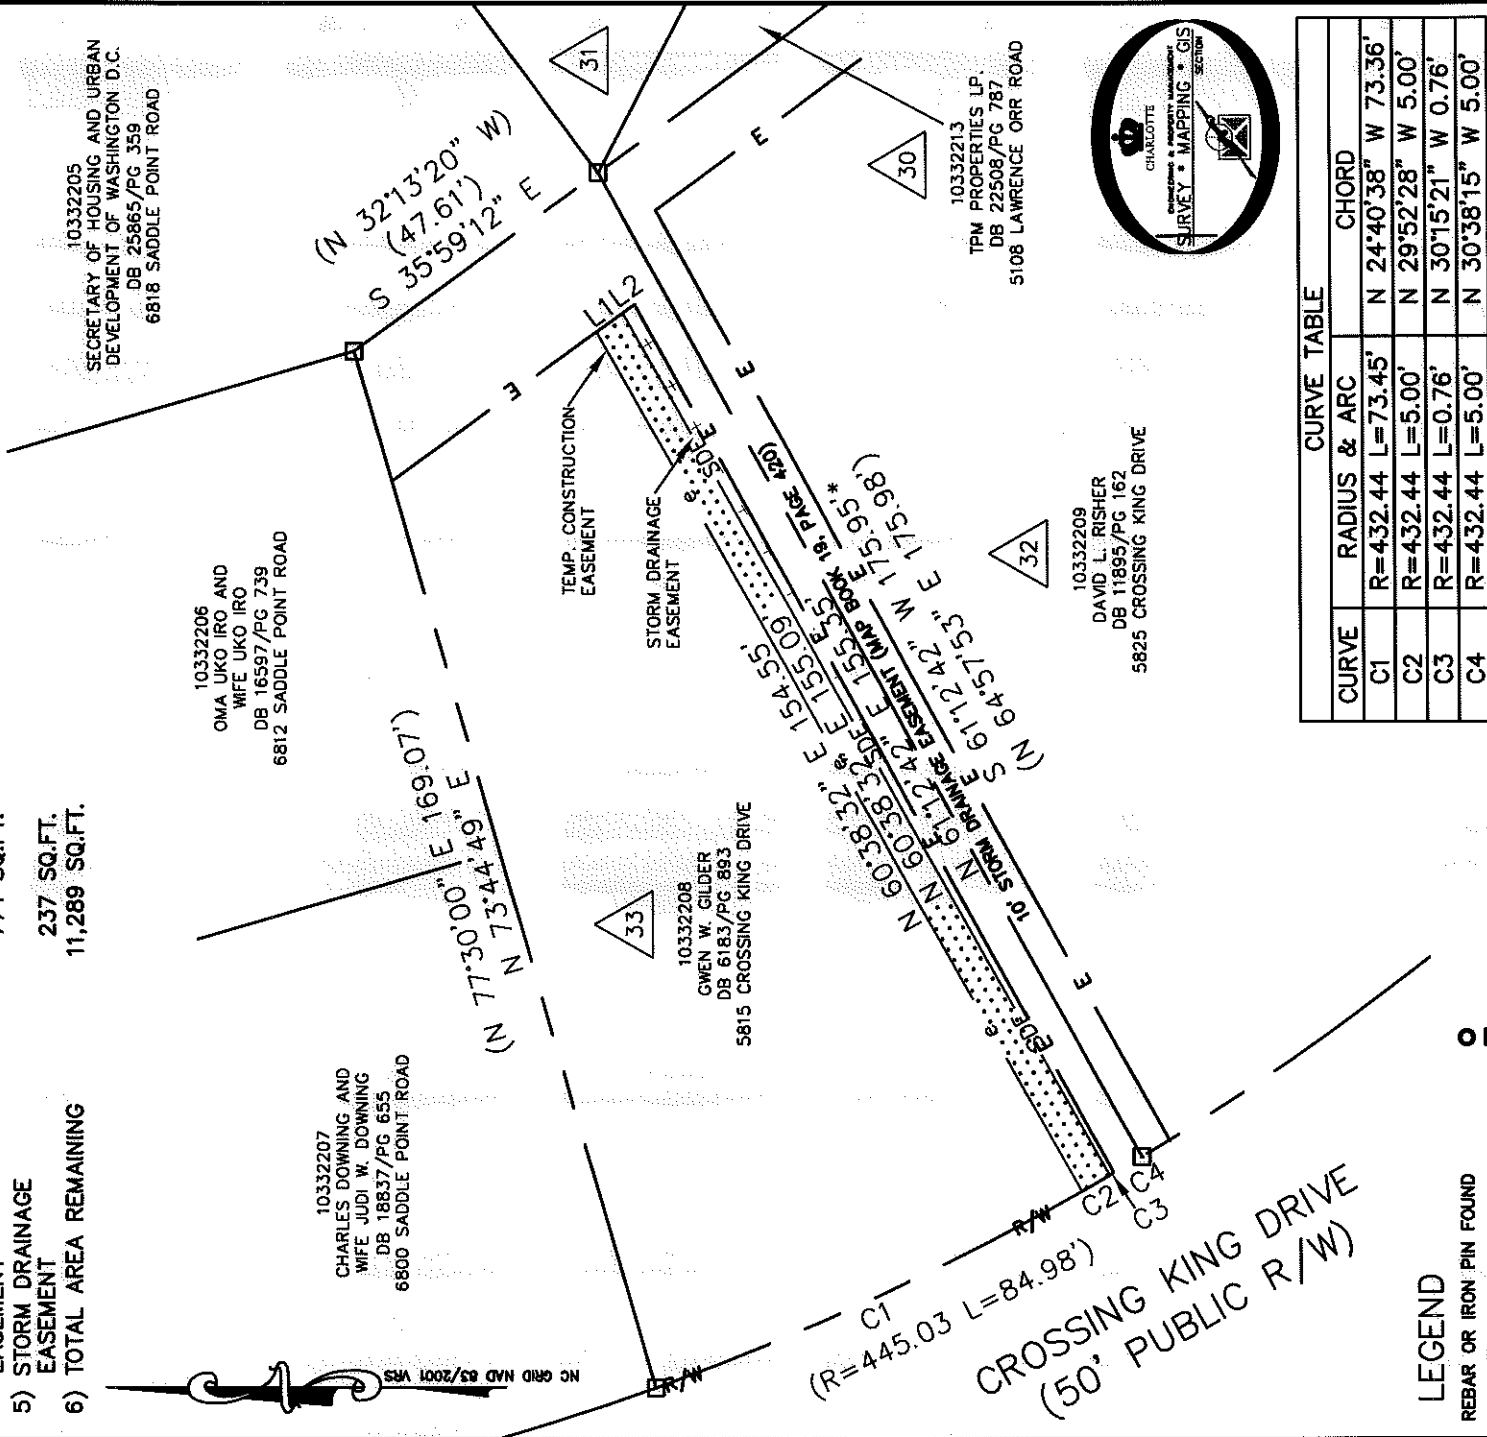 5) STORM DRAINAGE
EASEMENT
237 SQ.FT.
6) TOTAL AREA REMAINING
11,289 SQ.FT.
10332205
SECRETARY OF HOUSING AND URBAN
DEVELOPMENT OF WASHINGTON D.C.
DB 25865/PG 359
6818 SADDLE POINT ROAD
31
(N 32°13'20" W)
(47.61')
S 35°59'12" E
10332206
OMA UKO IRO AND
WIFE UKO IRO
DB 16597/PG 739
6812 SADDLE POINT ROAD
10332207
CHARLES DOWNING AND
WIFE JUDI W. DOWNING
DB 18837/PG 655
6800 SADDLE POINT ROAD
NC GRID NAD 83/2001 VRS
(N 77°30'00" E 169.07')
N 73°44'49" E
TEMP. CONSTRUCTION
EASEMENT
L1
L2
STORM DRAINAGE
EASEMENT
E
E
E
E
30
10332213
TPM PROPERTIES LP.
DB 22508/PG 787
5108 LAWRENCE ORR ROAD
33
10332208
GWEN W. GILDER
DB 6183/PG 893
5815 CROSSING KING DRIVE
e
SDE
N 60°38'32" E 154.55'
N 60°38'32" E 155.09'
SDE
N 61°12'42" E 155.35'
10' STORM DRAINAGE EASEMENT (MAP BOOK 19, PAGE 420)
S 61°12'42" W 175.95'*
(N 64°57'53" E 175.98')
e
SDE
E
32
10332209
DAVID L. RISHER
DB 11895/PG 162
5825 CROSSING KING DRIVE
R/W
R/W
C1
C2
C3
C4
(R=445.03 L=84.98')
CROSSING KING DRIVE
(50' PUBLIC R/W)
CHARLOTTE
ENGINEERING & PROPERTY MANAGEMENT
SURVEY * MAPPING * GIS
SECTION
CURVE TABLE
CURVE RADIUS & ARC CHORD
C1 R=432.44 L=73.45' N 24°40'38" W 73.36'
C2 R=432.44 L=5.00' N 29°52'28" W 5.00'
C3 R=432.44 L=0.76' N 30°15'21" W 0.76'
C4 R=432.44 L=5.00' N 30°38'15" W 5.00'
LEGEND
REBAR OR IRON PIN FOUND